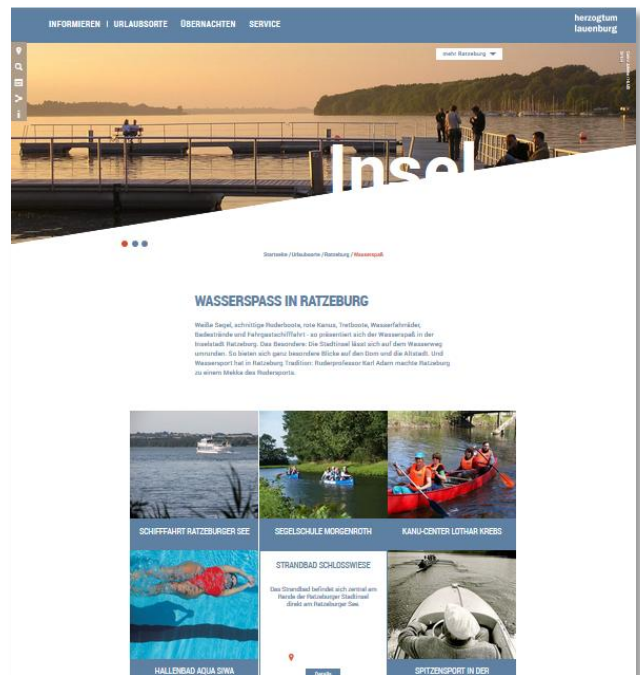 INFORMIEREN | URLAUBSORTE ÜBERNACHTEN SERVICE
herzogtum
lauenburg
mehr Ratzeburg
Insel
Startseite / Urlaubsorte / Ratzeburg / Wasserspaß
WASSERSPASS IN RATZEBURG
Weiße Segel, schnittige Ruderboote, rote Kanus, Tretboote, Wasserfahrräder,
Badestrände und Fahrgastschifffahrt - so präsentiert sich der Wasserspaß in der
Inselstadt Ratzeburg. Das Besondere: Die Stadtinsel lässt sich auf dem Wasserweg
umrunden. So bieten sich ganz besondere Blicke auf den Dom und die Altstadt. Und
Wassersport hat in Ratzeburg Tradition: Ruderprofessor Karl Adam machte Ratzeburg
zu einem Mekka des Rudersports.
SCHIFFFAHRT RATZEBURGER SEE
SEGELSCHULE MORGENROTH
KANU-CENTER LOTHAR KREBS
STRANDBAD SCHLOSSWIESE
Das Strandbad befindet sich zentral am
Rande der Ratzeburger Stadtinsel
direkt am Ratzeburger See.
Details
HALLENBAD AQUA SIWA
SPITZENSPORT IN DER